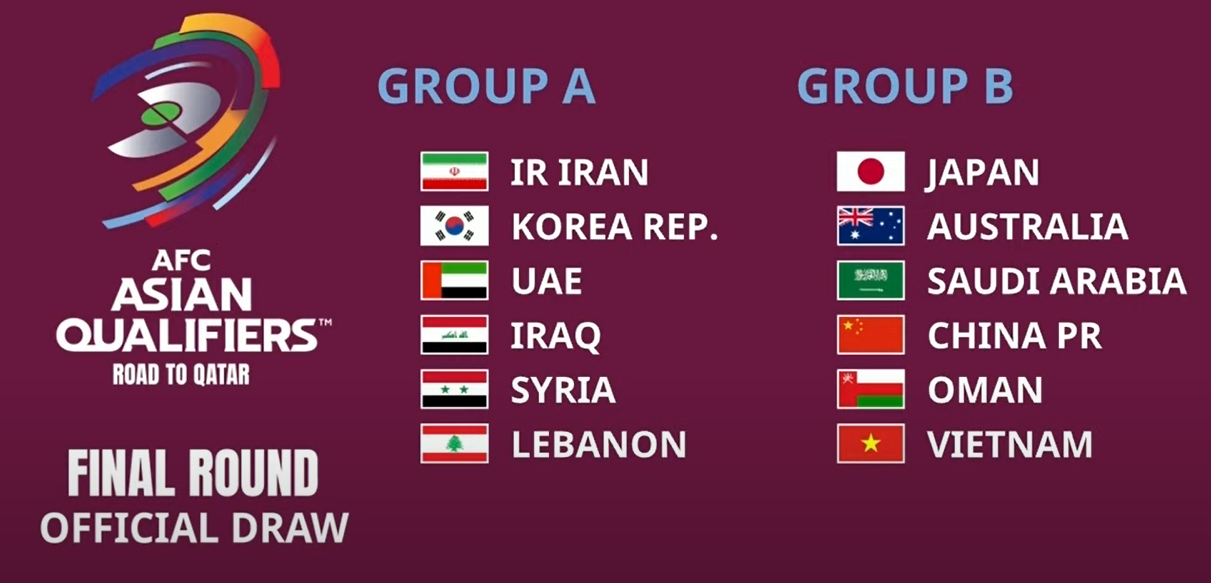 AFC
ASIAN
QUALIFIERS™
ROAD TO QATAR
FINAL ROUND
OFFICIAL DRAW
GROUP A
IR IRAN
KOREA REP.
UAE
IRAQ
SYRIA
LEBANON
GROUP B
JAPAN
AUSTRALIA
SAUDI ARABIA
CHINA PR
OMAN
VIETNAM